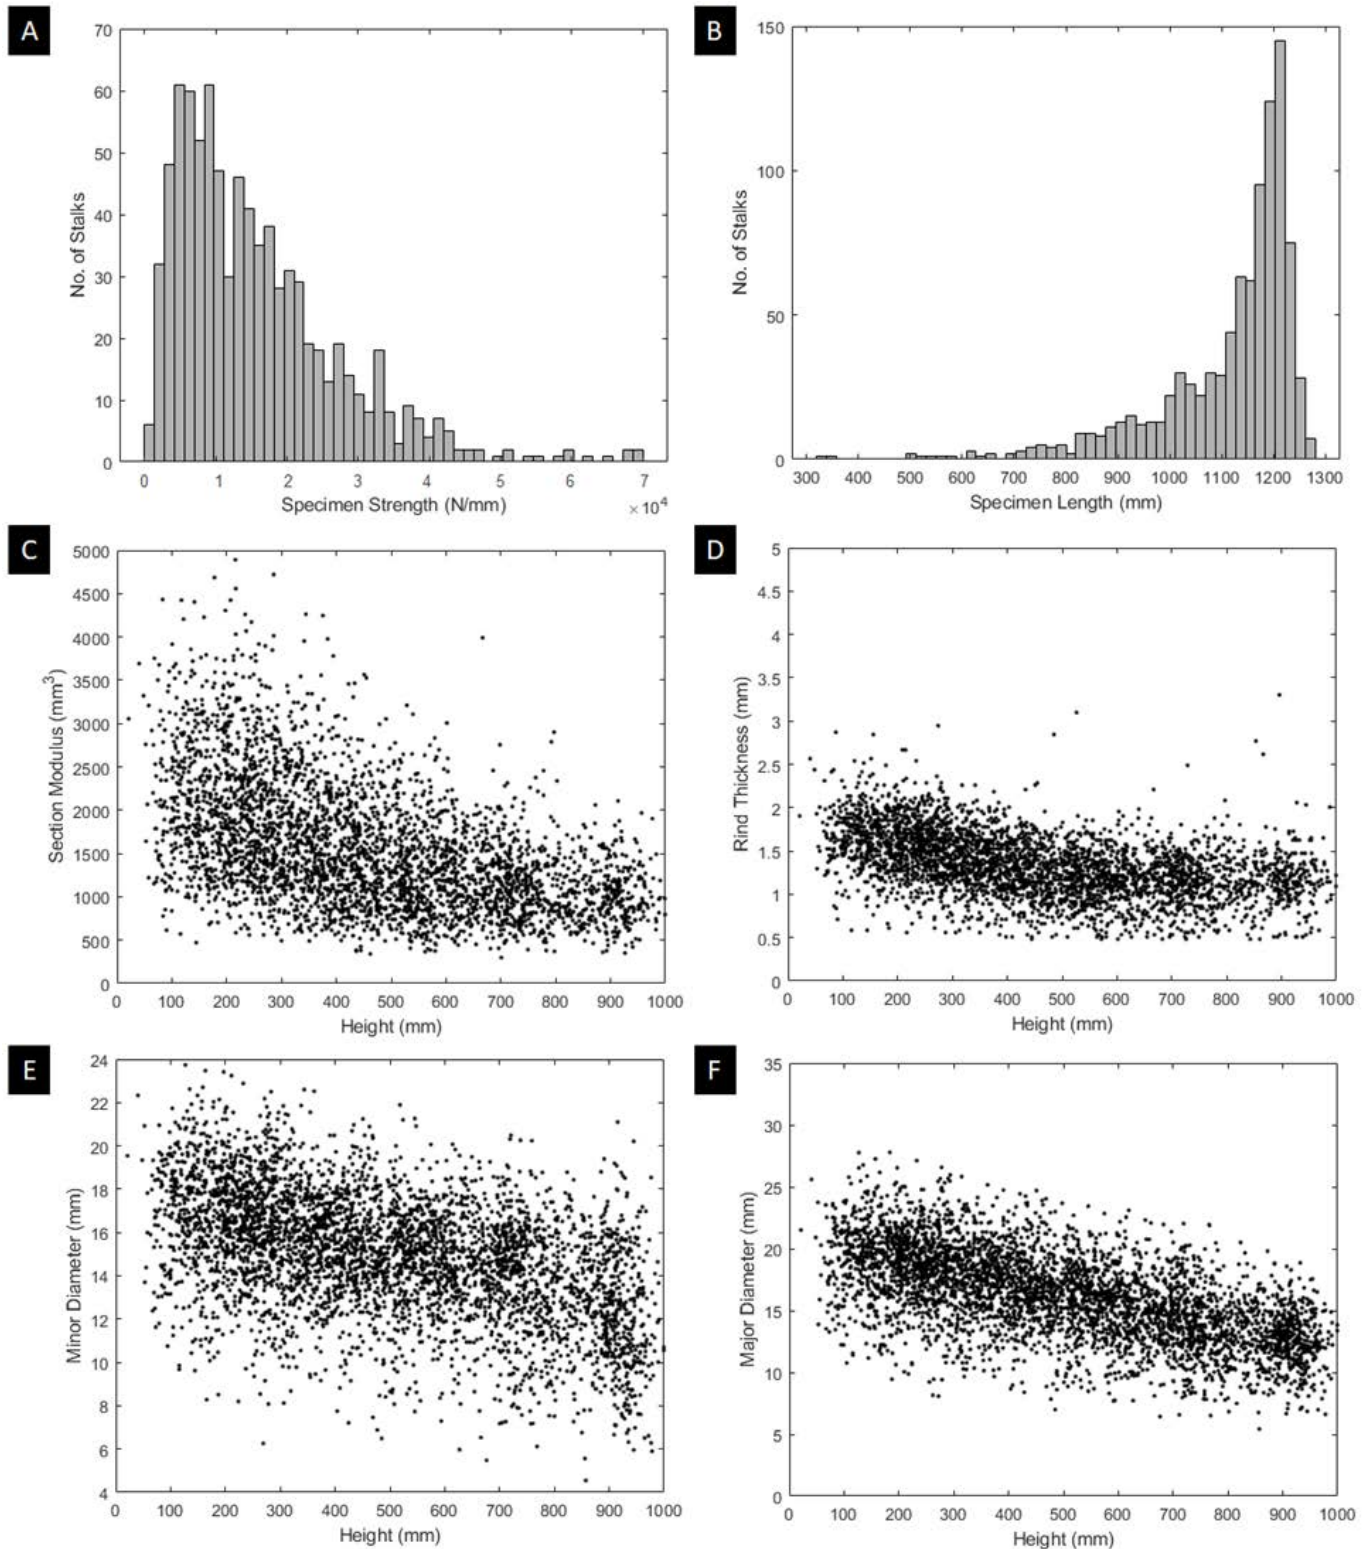 A
70
60
50
40
30
20
10
0
No. of Stalks
0 1 2 3 4 5 6 7
Specimen Strength (N/mm)
× 10⁴
B
150
100
50
0
No. of Stalks
300 400 500 600 700 800 900 1000 1100 1200 1300
Specimen Length (mm)
C
5000
4500
4000
3500
3000
2500
2000
1500
1000
500
0
Section Modulus (mm³)
0 100 200 300 400 500 600 700 800 900 1000
Height (mm)
D
5
4.5
4
3.5
3
2.5
2
1.5
1
0.5
0
Rind Thickness (mm)
0 100 200 300 400 500 600 700 800 900 1000
Height (mm)
E
24
22
20
18
16
14
12
10
8
6
4
Minor Diameter (mm)
0 100 200 300 400 500 600 700 800 900 1000
Height (mm)
F
35
30
25
20
15
10
5
0
Major Diameter (mm)
0 100 200 300 400 500 600 700 800 900 1000
Height (mm)